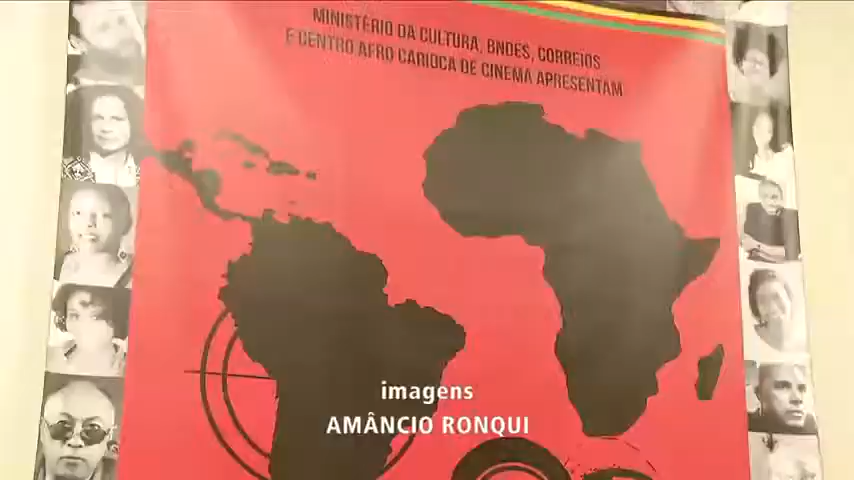 MINISTÉRIO DA CULTURA, BNDES, CORREIOS
E CENTRO AFRO CARIOCA DE CINEMA APRESENTAM
imagens
AMÂNCIO RONQUI